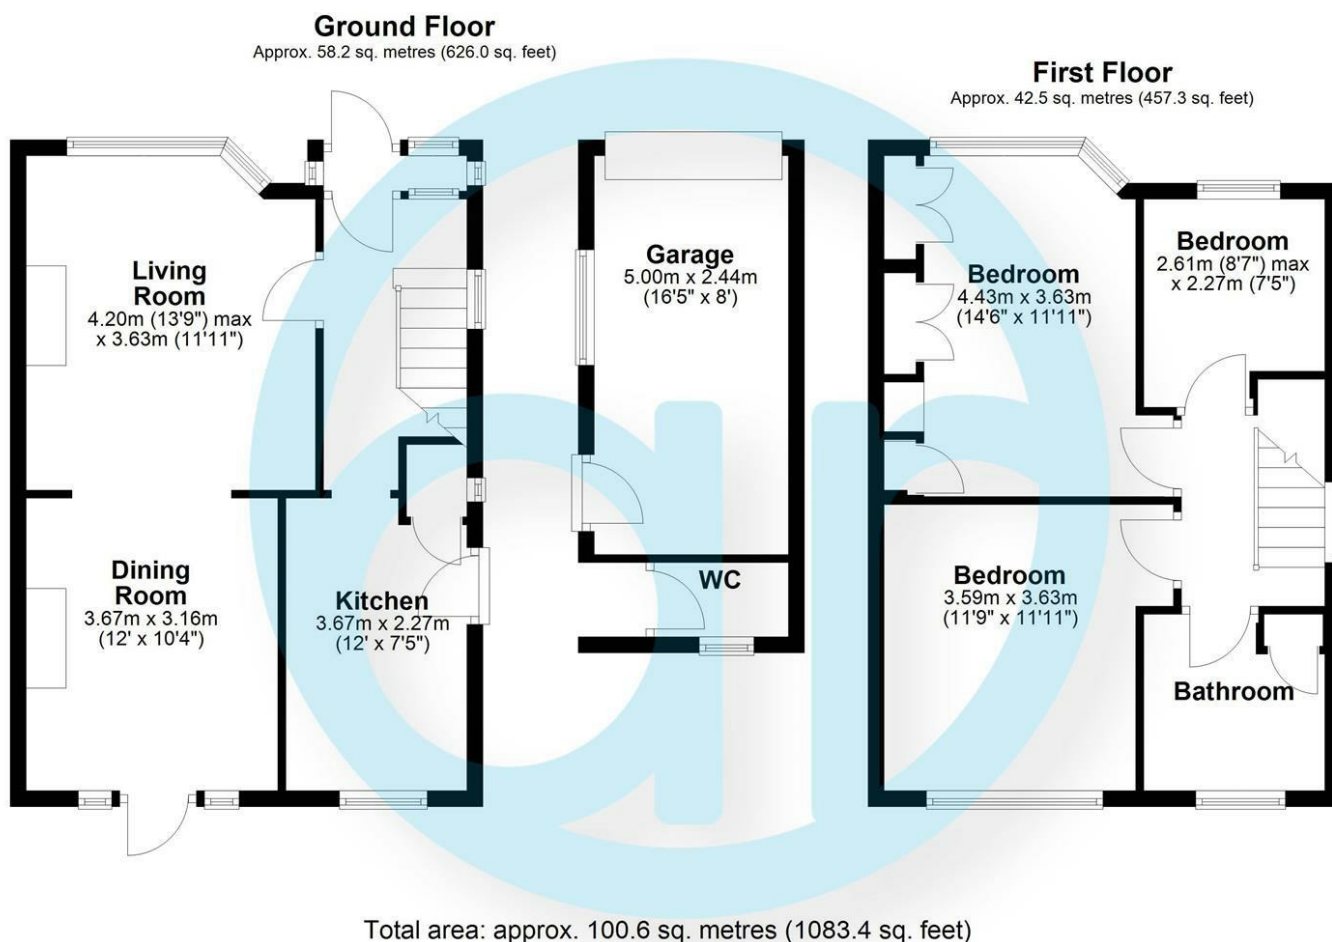 Ground Floor
Approx. 58.2 sq. metres (626.0 sq. feet)
First Floor
Approx. 42.5 sq. metres (457.3 sq. feet)
Living
Room
4.20m (13'9") max
x 3.63m (11'11")
Garage
5.00m x 2.44m
(16'5" x 8')
Bedroom
4.43m x 3.63m
(14'6" x 11'11")
Bedroom
2.61m (8'7") max
x 2.27m (7'5")
Dining
Room
3.67m x 3.16m
(12' x 10'4")
Kitchen
3.67m x 2.27m
(12' x 7'5")
WC
Bedroom
3.59m x 3.63m
(11'9" x 11'11")
Bathroom
Total area: approx. 100.6 sq. metres (1083.4 sq. feet)